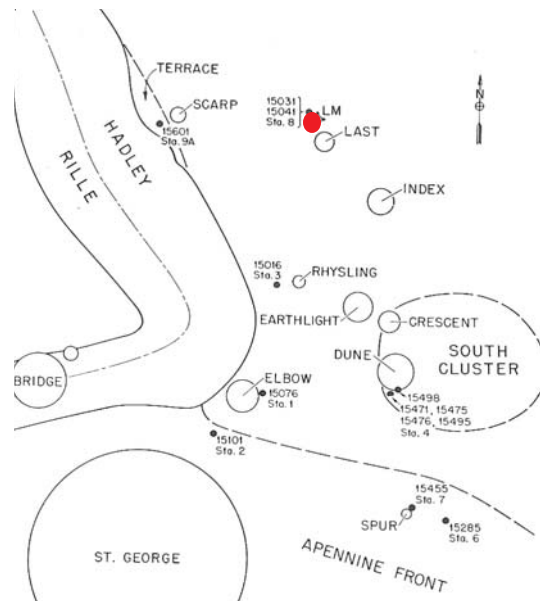 TERRACE
SCARP
15601
Sta. 9A
HADLEY
RILLE
15031
15041
Sta. 8
LM
LAST
N
INDEX
15016
Sta. 3
RHYSLING
EARTHLIGHT
CRESCENT
DUNE
SOUTH
CLUSTER
BRIDGE
ELBOW
15076
Sta. 1
15498
15471, 15475
15476, 15495
Sta. 4
15101
Sta. 2
15455
Sta. 7
SPUR
15285
Sta. 6
ST. GEORGE
APENNINE FRONT